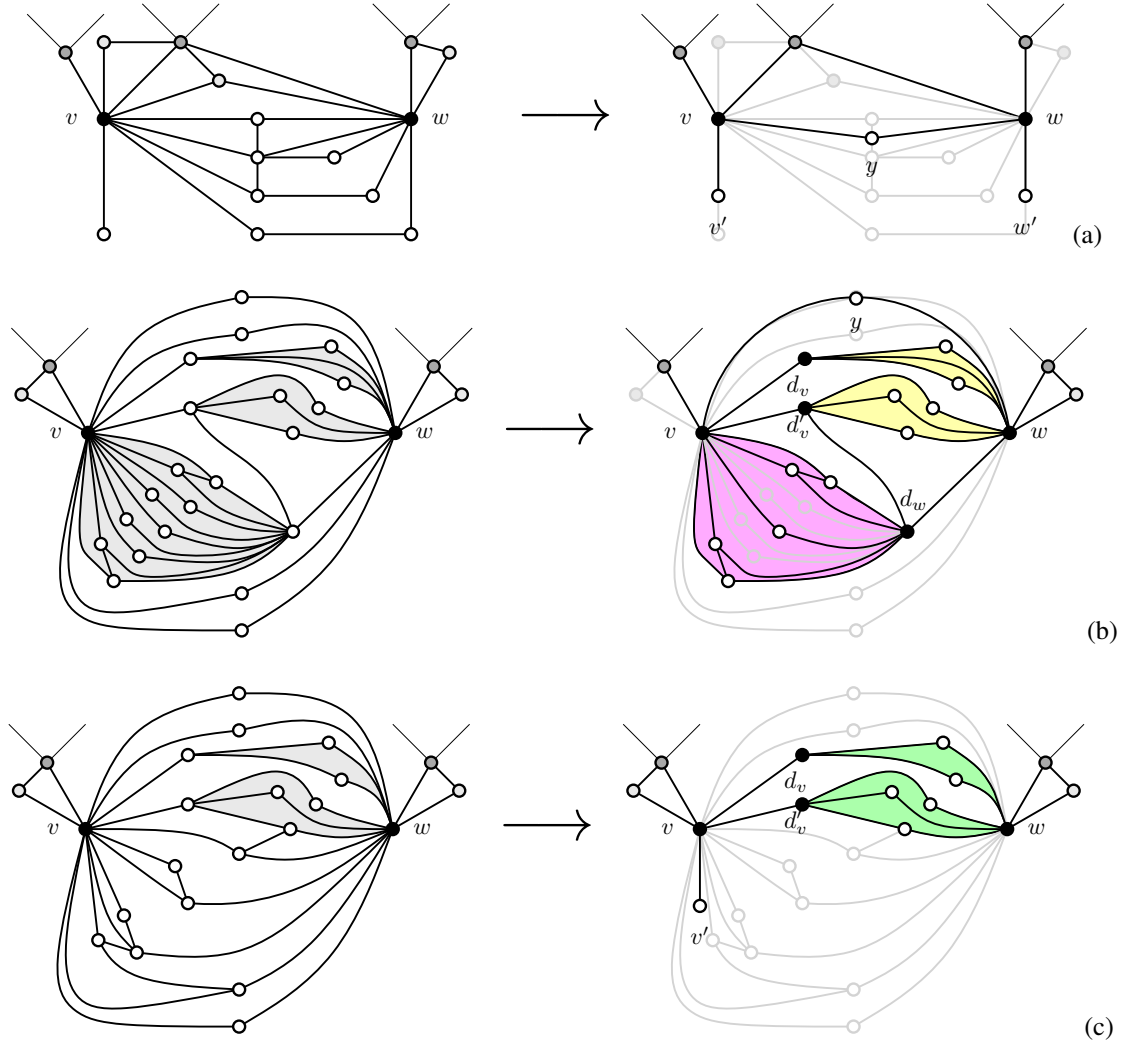 v w v w
y
v′ w′ (a)
y
d_v
v w v d′_v w
d_w
(b)
d_v
v w v d′_v w
v′
(c)